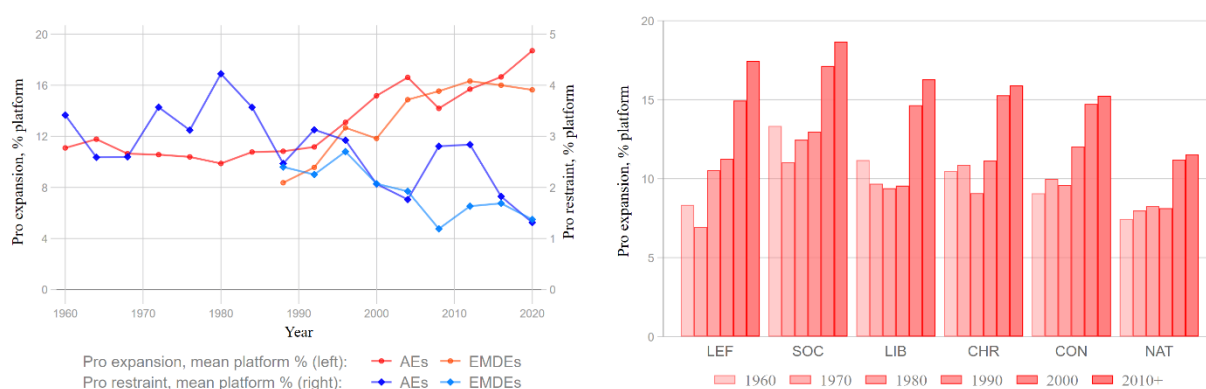 20
16
12
8
4
0
Pro expansion, % platform
5
4
3
2
1
0
Pro restraint, % platform
1960 1970 1980 1990 2000 2010 2020
Year
Pro expansion, mean platform % (left): AEs EMDEs
Pro restraint, mean platform % (right): AEs EMDEs
20
15
10
5
0
Pro expansion, % platform
LEF SOC LIB CHR CON NAT
1960 1970 1980 1990 2000 2010+